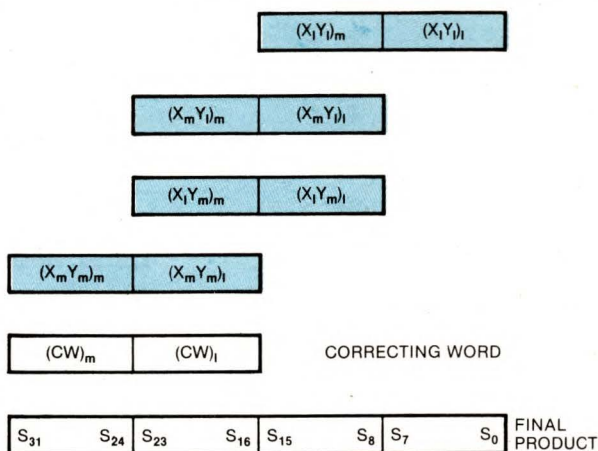 (XₗYₗ)ₘ (XₗYₗ)ₗ
(XₘYₗ)ₘ (XₘYₗ)ₗ
(XₗYₘ)ₘ (XₗYₘ)ₗ
(XₘYₘ)ₘ (XₘYₘ)ₗ
(CW)ₘ (CW)ₗ CORRECTING WORD
S₃₁ S₂₄ S₂₃ S₁₆ S₁₅ S₈ S₇ S₀ FINAL
PRODUCT